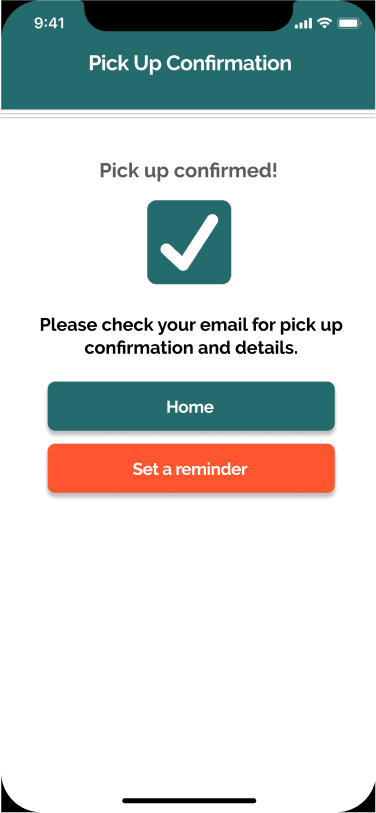 9:41
Pick Up Confirmation
Pick up confirmed!
Please check your email for pick up
confirmation and details.
Home
Set a reminder